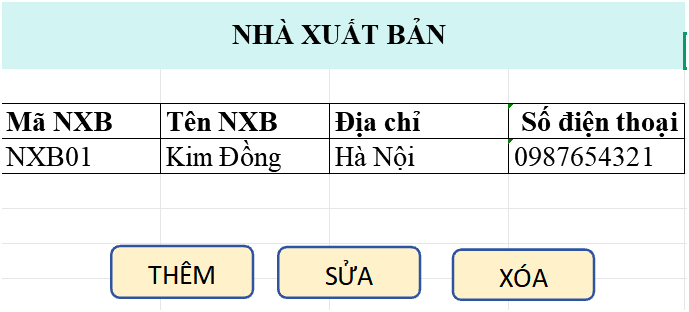 NHÀ XUẤT BẢN
Mã NXB Tên NXB Địa chỉ Số điện thoại
NXB01 Kim Đồng Hà Nội 0987654321
THÊM SỬA XÓA